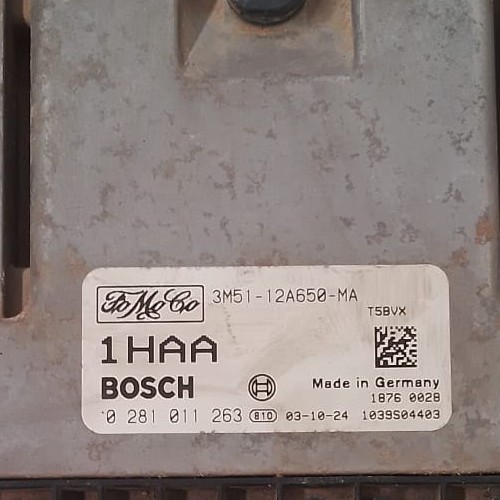 FoMoCo 3M51-12A650-MA
T5BVX
1HAA
BOSCH Made in Germany
1876 0028
0 281 011 263 810 03-10-24 1039S04403